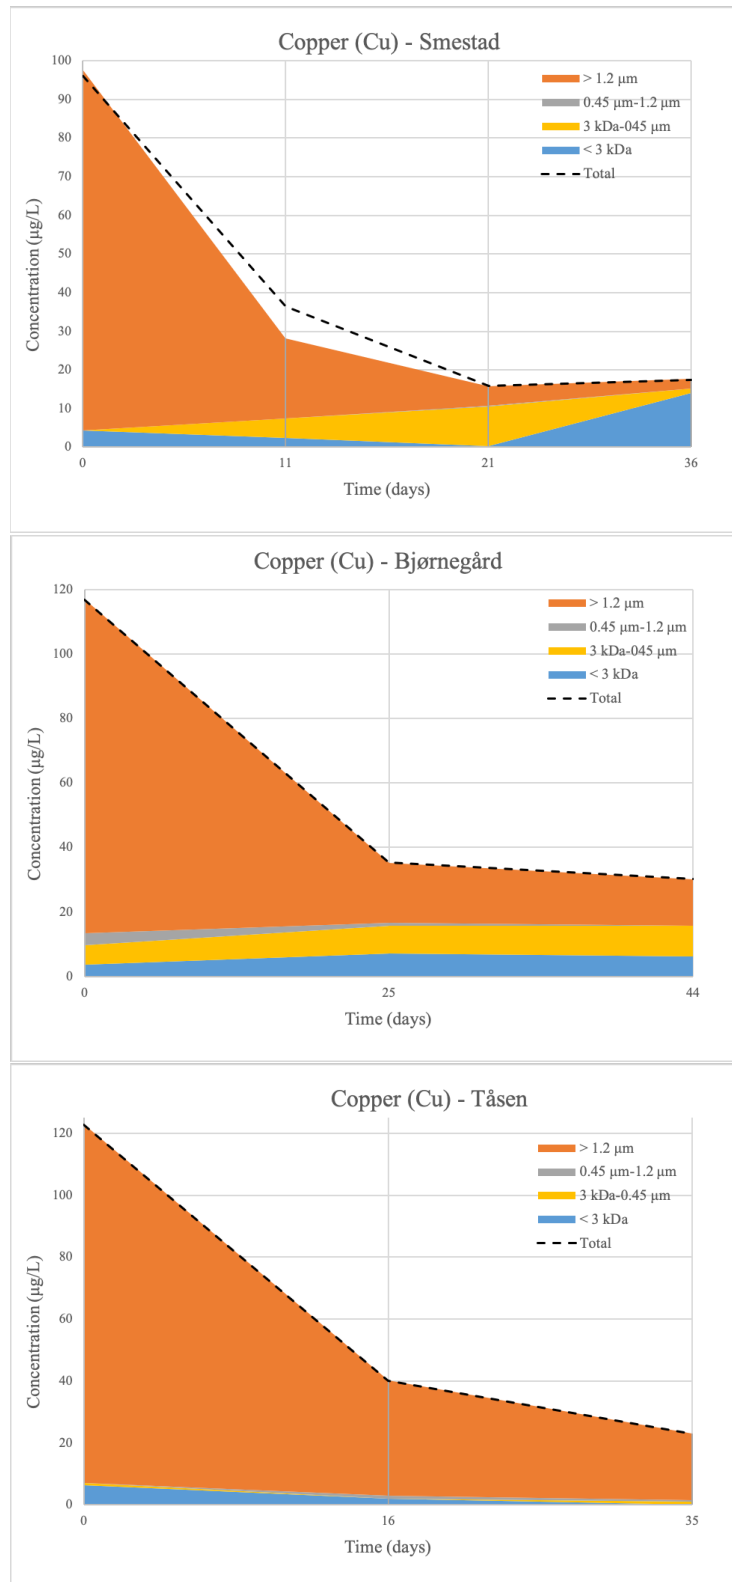 Copper (Cu) - Smestad
100
90
80
70
60
50
40
30
20
10
0
Concentration (µg/L)
> 1.2 µm
0.45 µm-1.2 µm
3 kDa-045 µm
< 3 kDa
Total
0 11 21 36
Time (days)
Copper (Cu) - Bjørnegård
120
100
80
60
40
20
0
Concentration (µg/L)
> 1.2 µm
0.45 µm-1.2 µm
3 kDa-045 µm
< 3 kDa
Total
0 25 44
Time (days)
Copper (Cu) - Tåsen
120
100
80
60
40
20
0
Concentration (µg/L)
> 1.2 µm
0.45 µm-1.2 µm
3 kDa-0.45 µm
< 3 kDa
Total
0 16 35
Time (days)